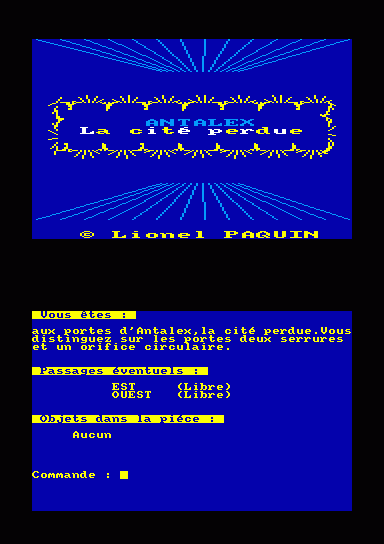 ANTALEX
La cité perdue
© Lionel PAQUIN
Vous êtes :
aux portes d'Antalex,la cité perdue.Vous
distinguez sur les portes deux serrures
et un orifice circulaire.
Passages éventuels :
EST (Libre)
OUEST (Libre)
Objets dans la piéce :
Aucun
Commande :